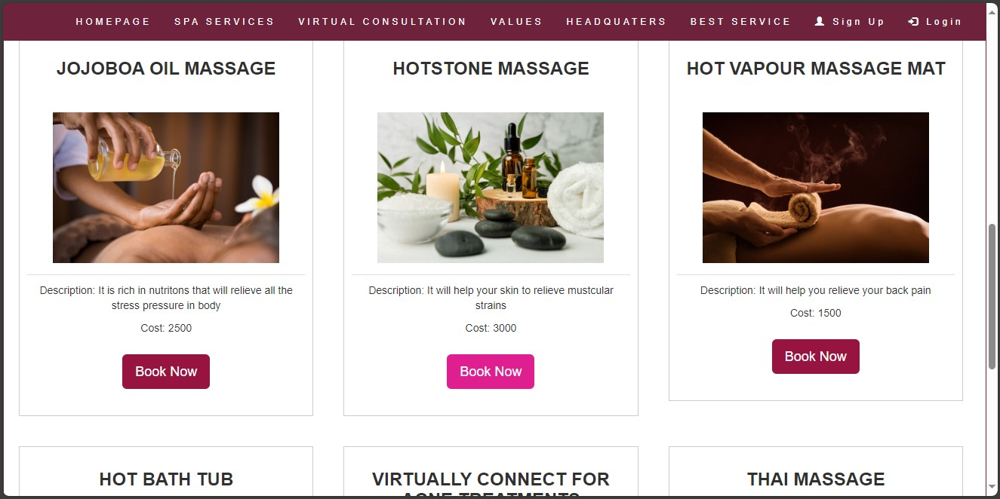 HOMEPAGE SPA SERVICES VIRTUAL CONSULTATION VALUES HEADQUATERS BEST SERVICE Sign Up Login
JOJOBOA OIL MASSAGE
Description: It is rich in nutritons that will relieve all the
stress pressure in body
Cost: 2500
Book Now
HOTSTONE MASSAGE
Description: It will help your skin to relieve mustcular
strains
Cost: 3000
Book Now
HOT VAPOUR MASSAGE MAT
Description: It will help you relieve your back pain
Cost: 1500
Book Now
HOT BATH TUB
VIRTUALLY CONNECT FOR
ACNE TREATMENTS
THAI MASSAGE